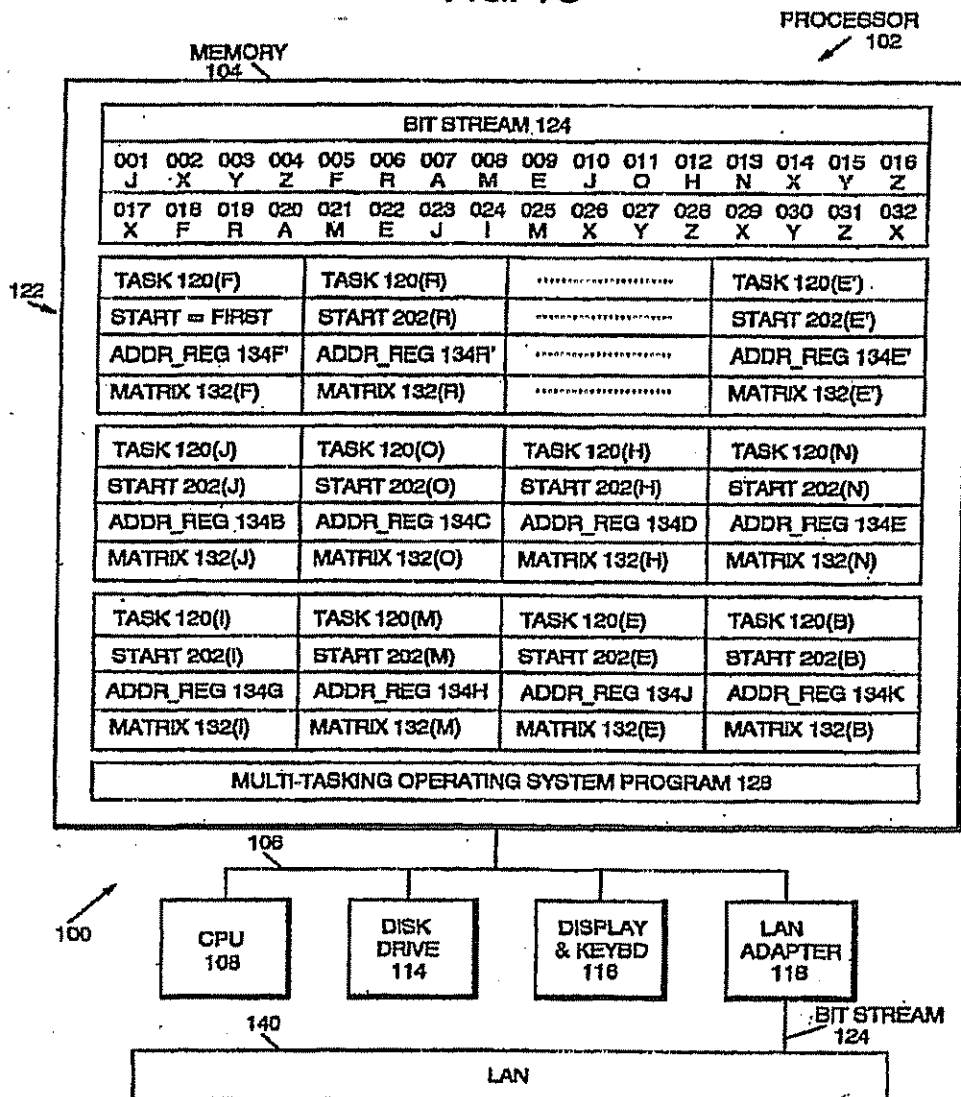 PROCESSOR
102
MEMORY
104
BIT STREAM 124
001 002 003 004 005 006 007 008 009 010 011 012 013 014 015 016
J X Y Z F R A M E J O H N X Y Z
017 018 019 020 021 022 023 024 025 026 027 028 029 030 031 032
X F R A M E J I M X Y Z X Y Z X
122
TASK 120(F) TASK 120(R) TASK 120(E')
START = FIRST START 202(R) START 202(E')
ADDR_REG 134F' ADDR_REG 134R' ADDR_REG 134E'
MATRIX 132(F) MATRIX 132(R) MATRIX 132(E')
TASK 120(J) TASK 120(O) TASK 120(H) TASK 120(N)
START 202(J) START 202(O) START 202(H) START 202(N)
ADDR_REG 134B ADDR_REG 134C ADDR_REG 134D ADDR_REG 134E
MATRIX 132(J) MATRIX 132(O) MATRIX 132(H) MATRIX 132(N)
TASK 120(I) TASK 120(M) TASK 120(E) TASK 120(B)
START 202(I) START 202(M) START 202(E) START 202(B)
ADDR_REG 134G ADDR_REG 134H ADDR_REG 134J ADDR_REG 134K
MATRIX 132(I) MATRIX 132(M) MATRIX 132(E) MATRIX 132(B)
MULTI-TASKING OPERATING SYSTEM PROGRAM 128
106
100
CPU
108
DISK
DRIVE
114
DISPLAY
& KEYBD
116
LAN
ADAPTER
118
BIT STREAM
124
140
LAN